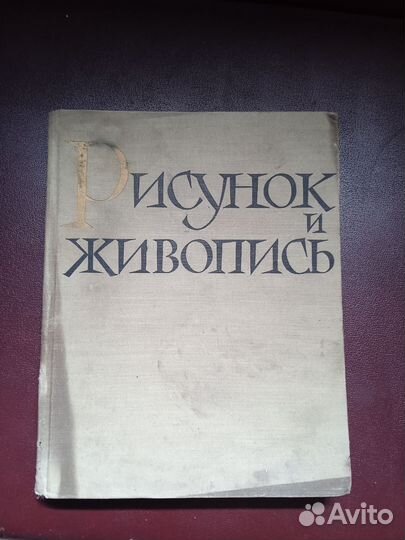 Рисунок
и
живопись
Avito